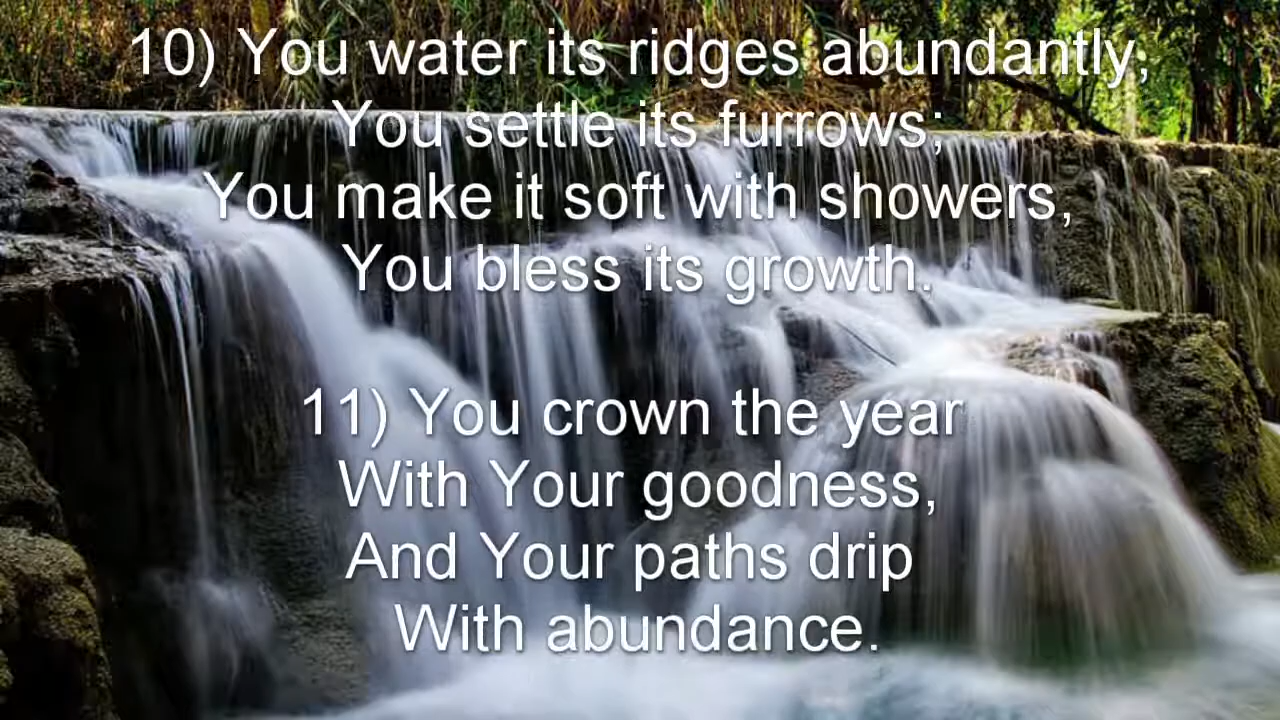 10) You water its ridges abundantly;
You settle its furrows;
You make it soft with showers,
You bless its growth.
11) You crown the year
With Your goodness,
And Your paths drip
With abundance.